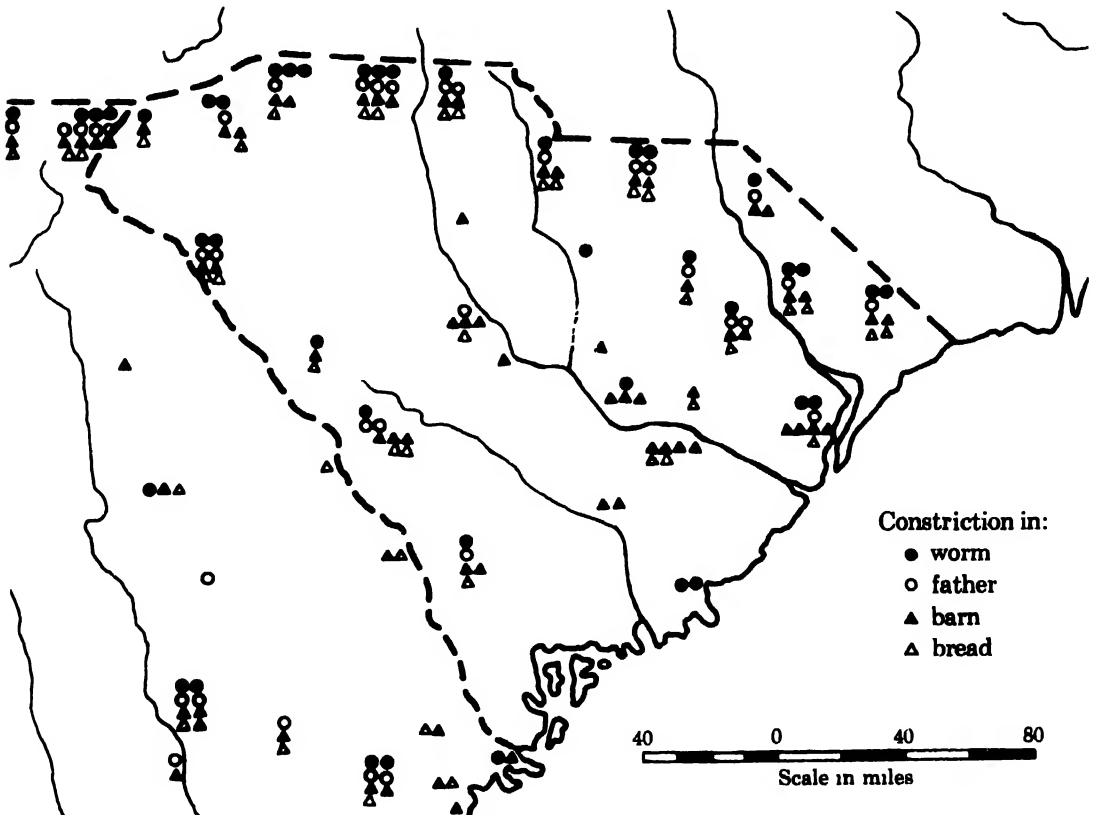 Constriction in:
worm
father
barn
bread
40 0 40 80
Scale in miles